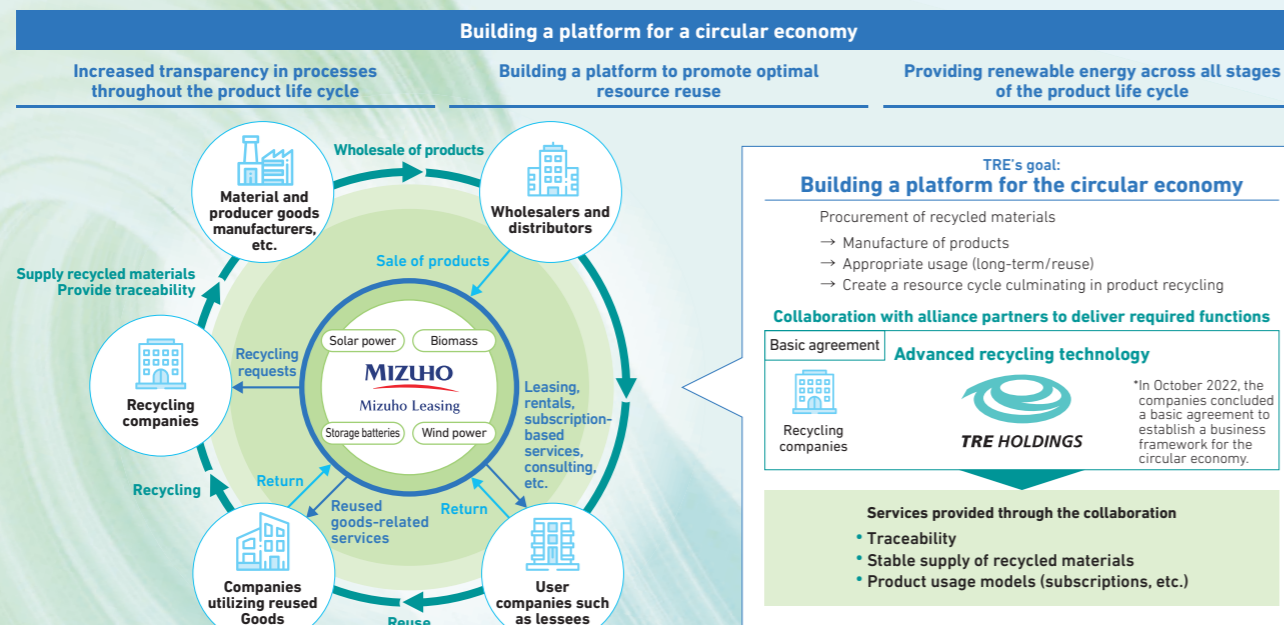 Building a platform for a circular economy
Increased transparency in processes
throughout the product life cycle
Building a platform to promote optimal
resource reuse
Providing renewable energy across all stages
of the product life cycle
Wholesale of products
Material and
producer goods
manufacturers,
etc.
Wholesalers and
distributors
Sale of products
Supply recycled materials
Provide traceability
Solar power
Biomass
MIZUHO
Mizuho Leasing
Storage batteries
Wind power
Recycling
requests
Recycling
companies
Leasing,
rentals,
subscription-
based
services,
consulting,
etc.
Recycling
Return
Reused
goods-related
services
Return
Companies
utilizing reused
Goods
User
companies such
as lessees
Reuse
TRE's goal:
Building a platform for the circular economy
Procurement of recycled materials
→ Manufacture of products
→ Appropriate usage (long-term/reuse)
→ Create a resource cycle culminating in product recycling
Collaboration with alliance partners to deliver required functions
Basic agreement
Advanced recycling technology
Recycling
companies
TRE HOLDINGS
*In October 2022, the
companies concluded
a basic agreement to
establish a business
framework for the
circular economy.
Services provided through the collaboration
• Traceability
• Stable supply of recycled materials
• Product usage models (subscriptions, etc.)